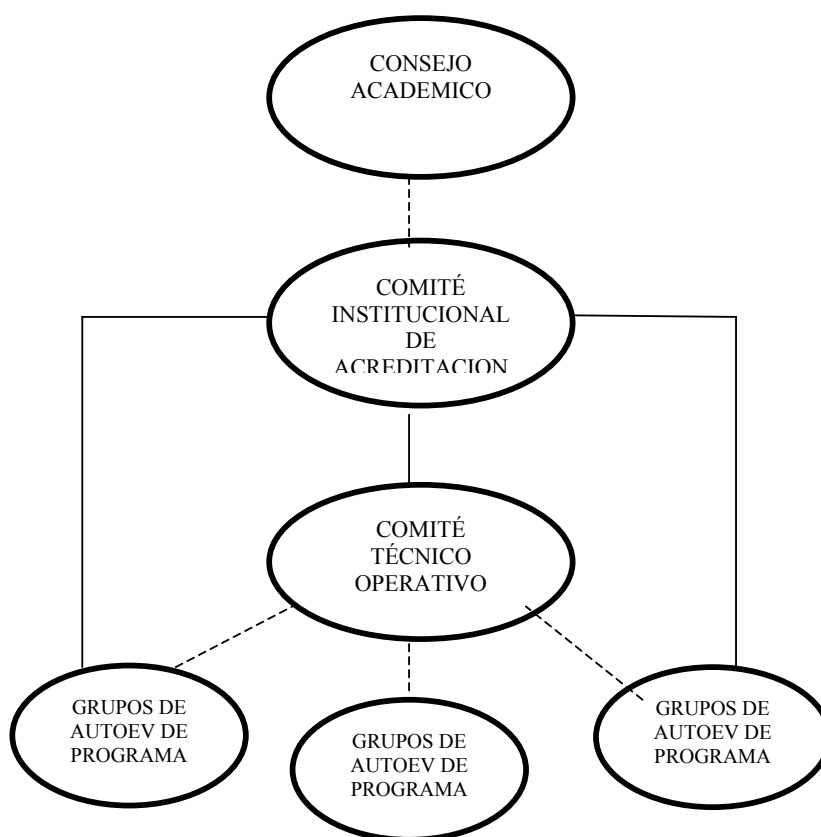 CONSEJO
ACADEMICO
COMITÉ
INSTITUCIONAL
DE
ACREDITACION
COMITÉ
TÉCNICO
OPERATIVO
GRUPOS DE
AUTOEV DE
PROGRAMA
GRUPOS DE
AUTOEV DE
PROGRAMA
GRUPOS DE
AUTOEV DE
PROGRAMA